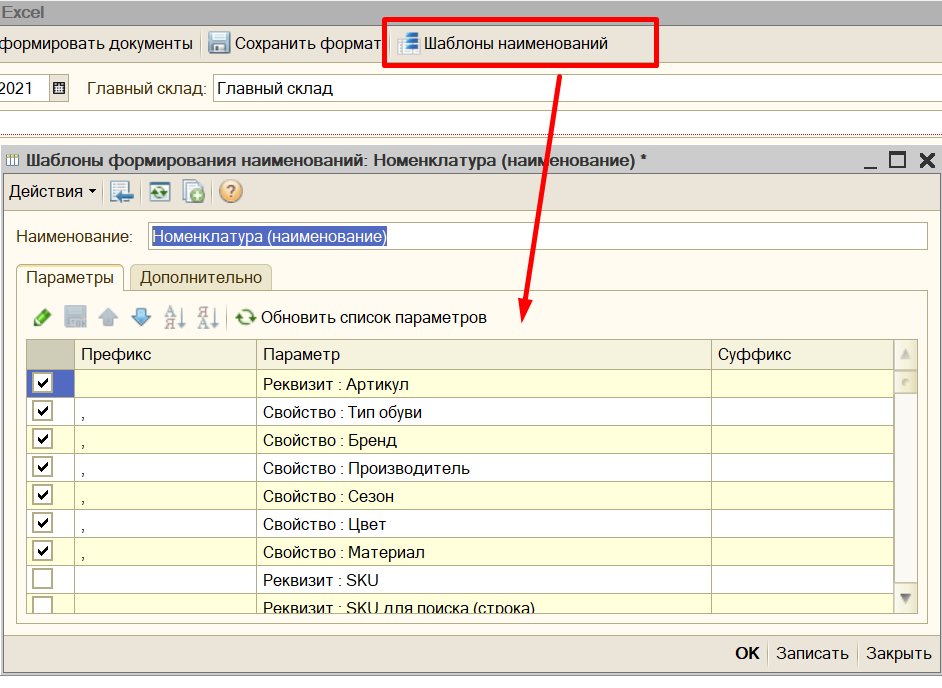 Excel
формировать документы Сохранить формат Шаблоны наименований
2021 Главный склад: Главный склад
Шаблоны формирования наименований: Номенклатура (наименование) *
Действия
Наименование: Номенклатура (наименование)
Параметры Дополнительно
Обновить список параметров
Префикс Параметр Суффикс
Реквизит : Артикул
, Свойство : Тип обуви
, Свойство : Бренд
, Свойство : Производитель
, Свойство : Сезон
, Свойство : Цвет
, Свойство : Материал
Реквизит : SKU
Реквизит : SKU для поиска (строка)
OK Записать Закрыть